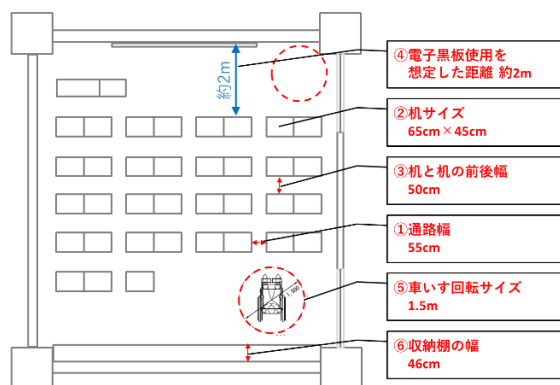 ④電子黒板使用を
想定した距離 約2m
約2m
②机サイズ
65cm×45cm
③机と机の前後幅
50cm
①通路幅
55cm
⑤車いす回転サイズ
1.5m
1,500
⑥収納棚の幅
46cm